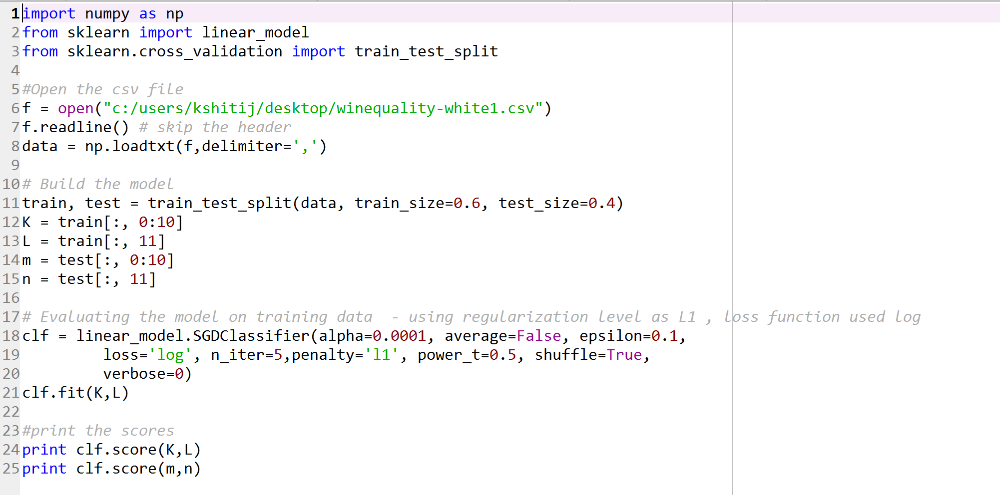 1 import numpy as np
2 from sklearn import linear_model
3 from sklearn.cross_validation import train_test_split
4
5 #Open the csv file
6 f = open("c:/users/kshitij/desktop/winequality-white1.csv")
7 f.readline() # skip the header
8 data = np.loadtxt(f,delimiter=',')
9
10 # Build the model
11 train, test = train_test_split(data, train_size=0.6, test_size=0.4)
12 K = train[:, 0:10]
13 L = train[:, 11]
14 m = test[:, 0:10]
15 n = test[:, 11]
16
17 # Evaluating the model on training data  - using regularization level as L1 , loss function used log
18 clf = linear_model.SGDClassifier(alpha=0.0001, average=False, epsilon=0.1,
19          loss='log', n_iter=5,penalty='l1', power_t=0.5, shuffle=True,
20          verbose=0)
21 clf.fit(K,L)
22
23 #print the scores
24 print clf.score(K,L)
25 print clf.score(m,n)